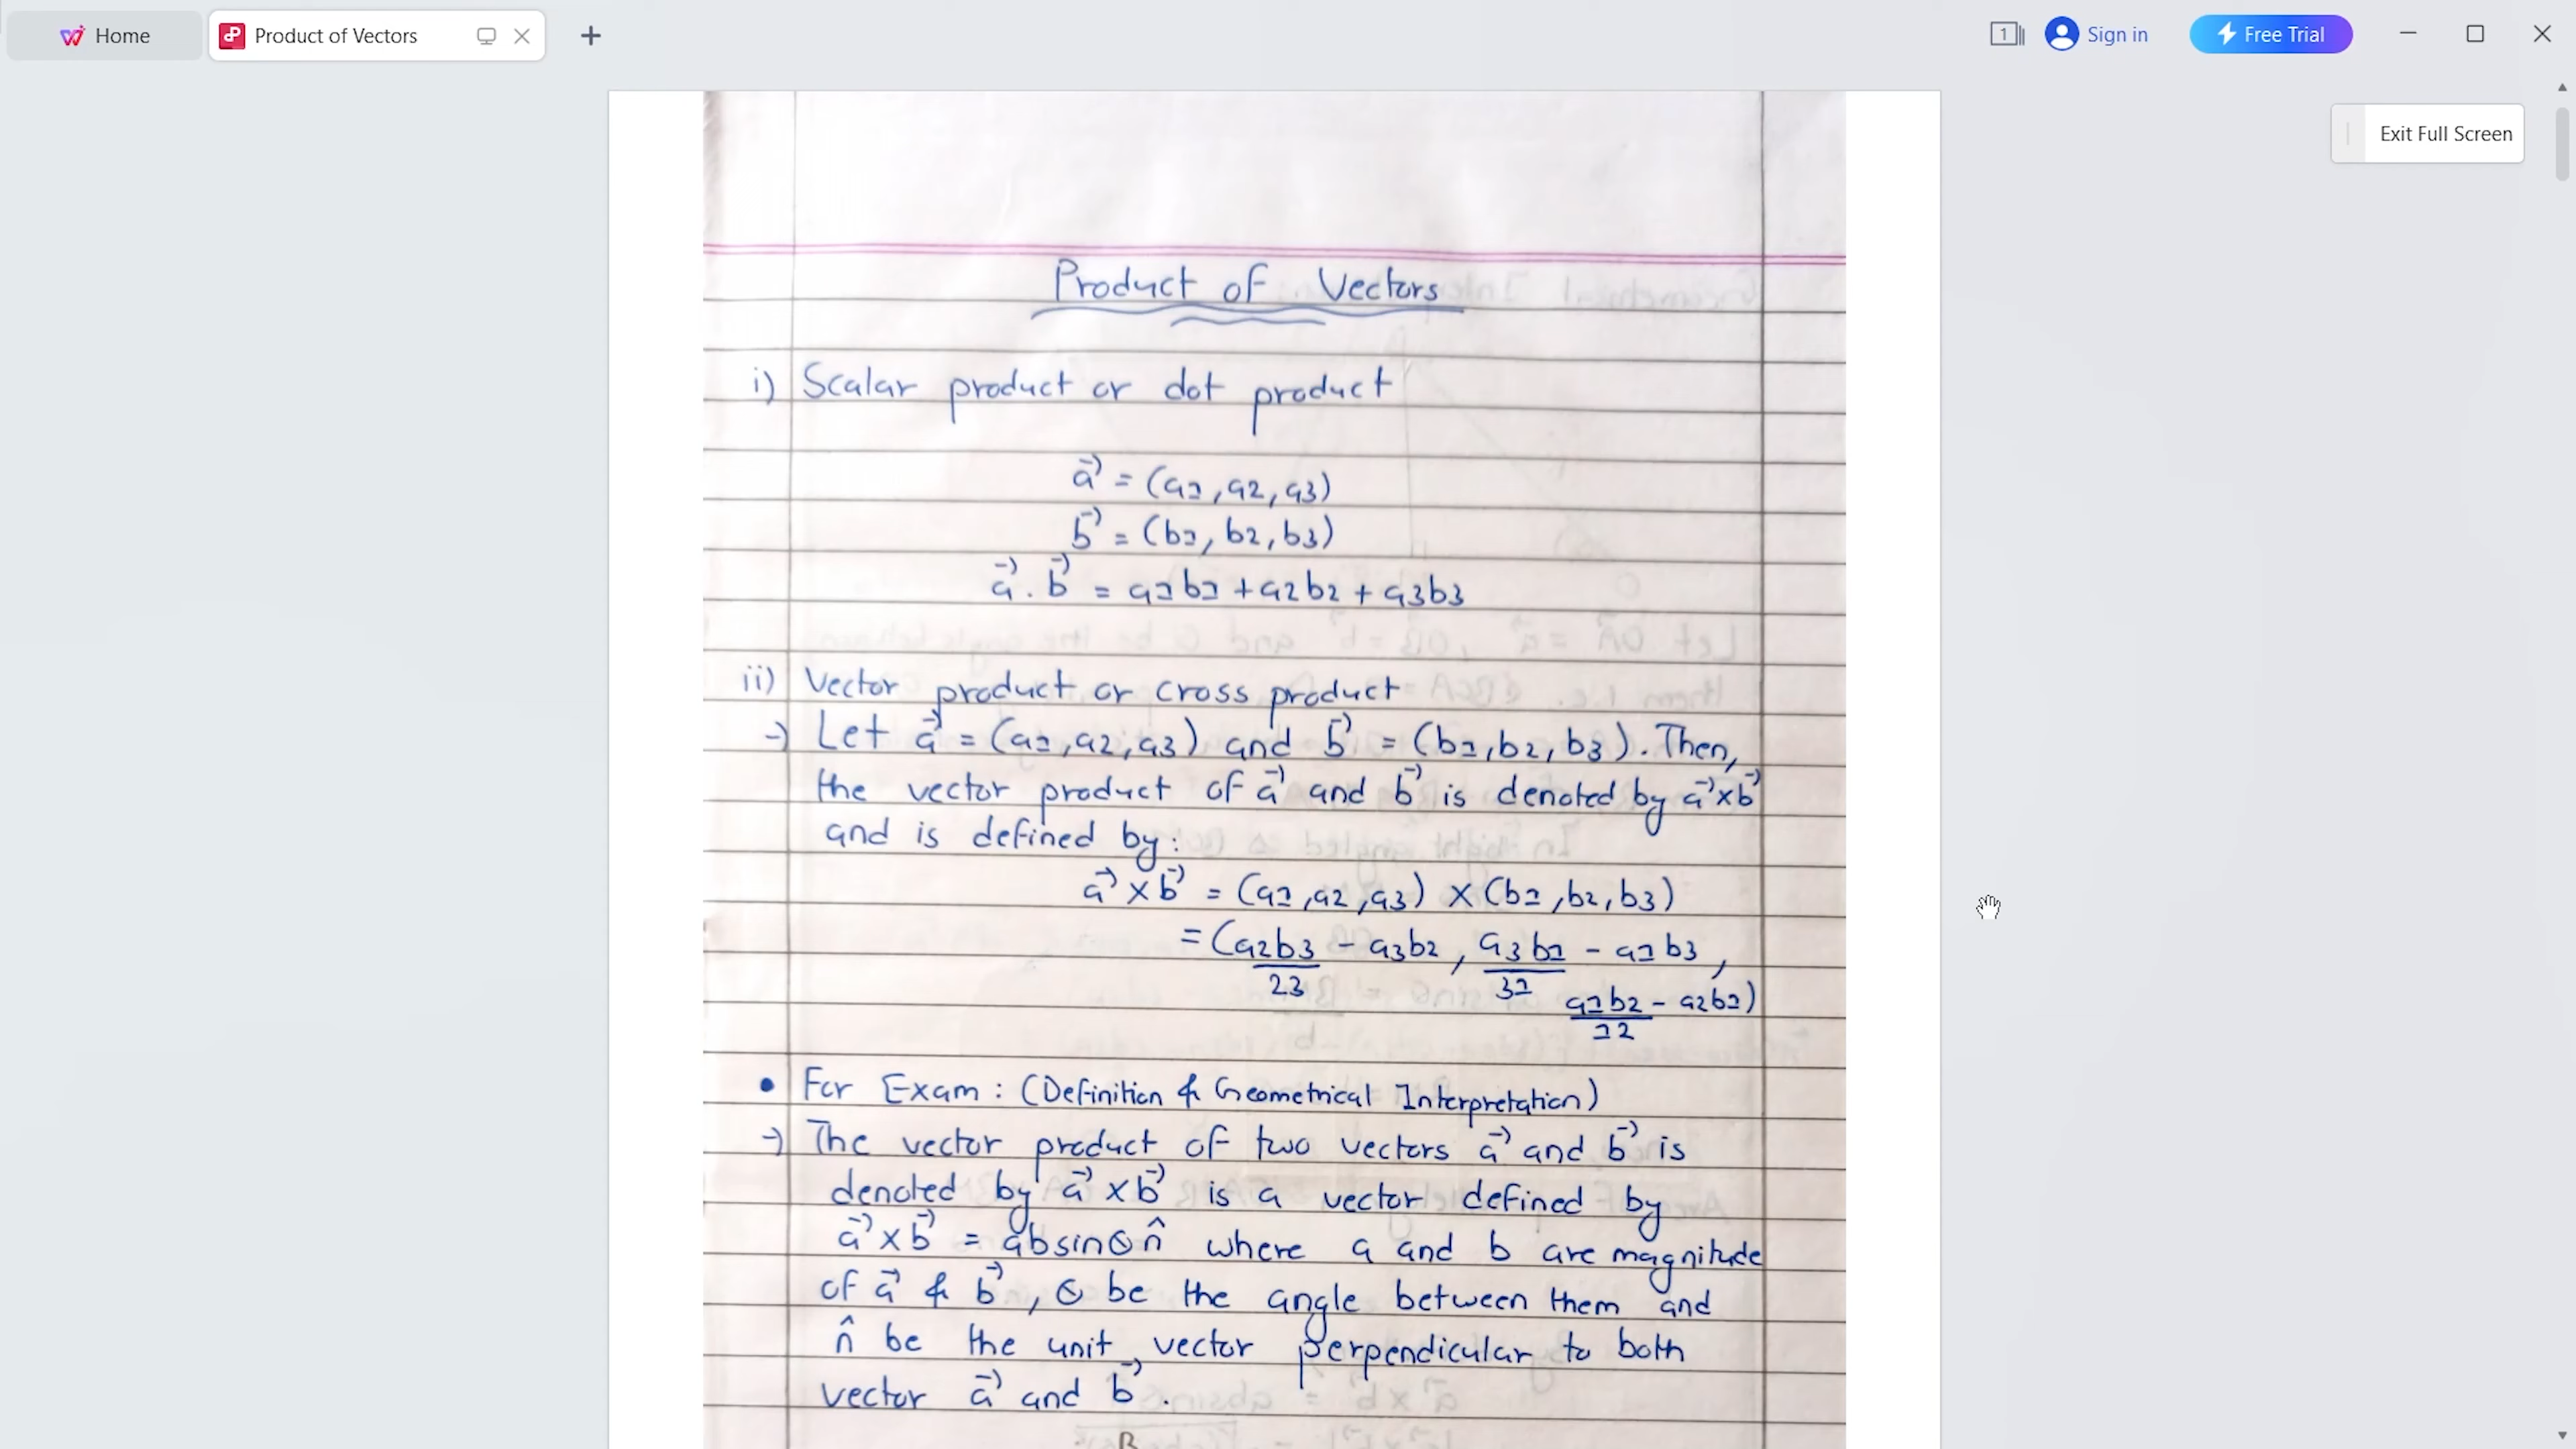 Home
Product of Vectors
1
Sign in
Free Trial
Exit Full Screen
Product of Vectors
i) Scalar product or dot product
a⃗ = (a1, a2, a3)
b⃗ = (b1, b2, b3)
a⃗ . b⃗ = a1b1 + a2b2 + a3b3
ii) Vector product or cross product
→ Let a⃗ = (a1, a2, a3) and b⃗ = (b1, b2, b3). Then,
the vector product of a⃗ and b⃗ is denoted by a⃗ x b⃗
and is defined by:
a⃗ x b⃗ = (a1, a2, a3) x (b1, b2, b3)
= (a2b3 - a3b2, a3b1 - a1b3,
23 31
a1b2 - a2b1)
12
• For Exam : (Definition & Geometrical Interpretation)
→ The vector product of two vectors a⃗ and b⃗ is
denoted by a⃗ x b⃗ is a vector defined by
a⃗ x b⃗ = absinθ n̂ where a and b are magnitude
of a⃗ & b⃗, θ be the angle between them and
n̂ be the unit vector perpendicular to both
vector a⃗ and b⃗.